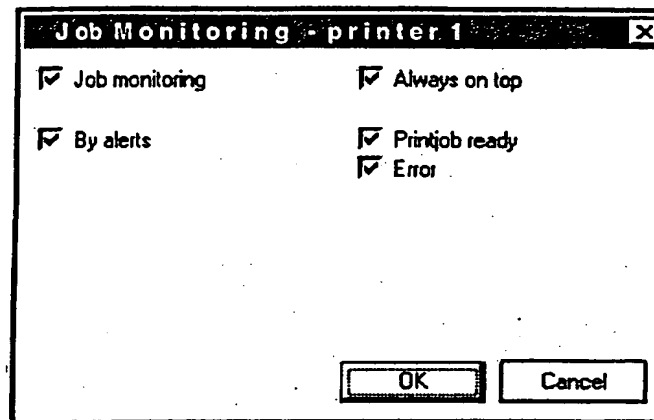 Job Monitoring - printer 1
Job monitoring Always on top
By alerts Printjob ready
Error
OK Cancel